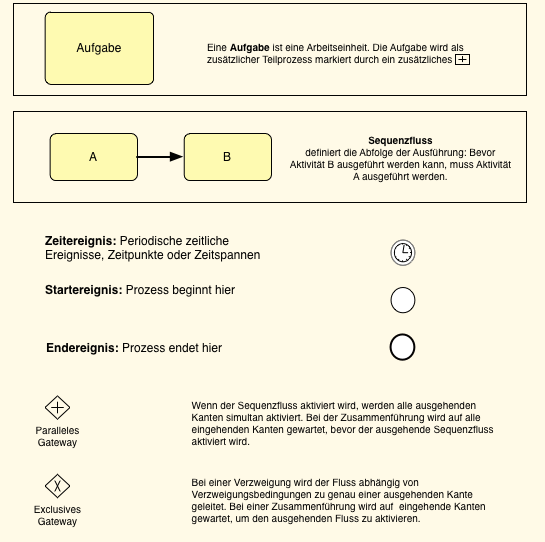 Aufgabe
Eine Aufgabe ist eine Arbeitseinheit. Die Aufgabe wird als
zusätzlicher Teilprozess markiert durch ein zusätzliches +
A
B
Sequenzfluss
definiert die Abfolge der Ausführung: Bevor
Aktivität B ausgeführt werden kann, muss Aktivität
A ausgeführt werden.
Zeitereignis: Periodische zeitliche
Ereignisse, Zeitpunkte oder Zeitspannen
Startereignis: Prozess beginnt hier
Endereignis: Prozess endet hier
Paralleles
Gateway
Wenn der Sequenzfluss aktiviert wird, werden alle ausgehenden
Kanten simultan aktiviert. Bei der Zusammenführung wird auf alle
eingehenden Kanten gewartet, bevor der ausgehende Sequenzfluss
aktiviert wird.
X
Exclusives
Gateway
Bei einer Verzweigung wird der Fluss abhängig von
Verzweigungsbedingungen zu genau einer ausgehenden Kante
geleitet. Bei einer Zusammenführung wird auf eingehende Kanten
gewartet, um den ausgehenden Fluss zu aktivieren.